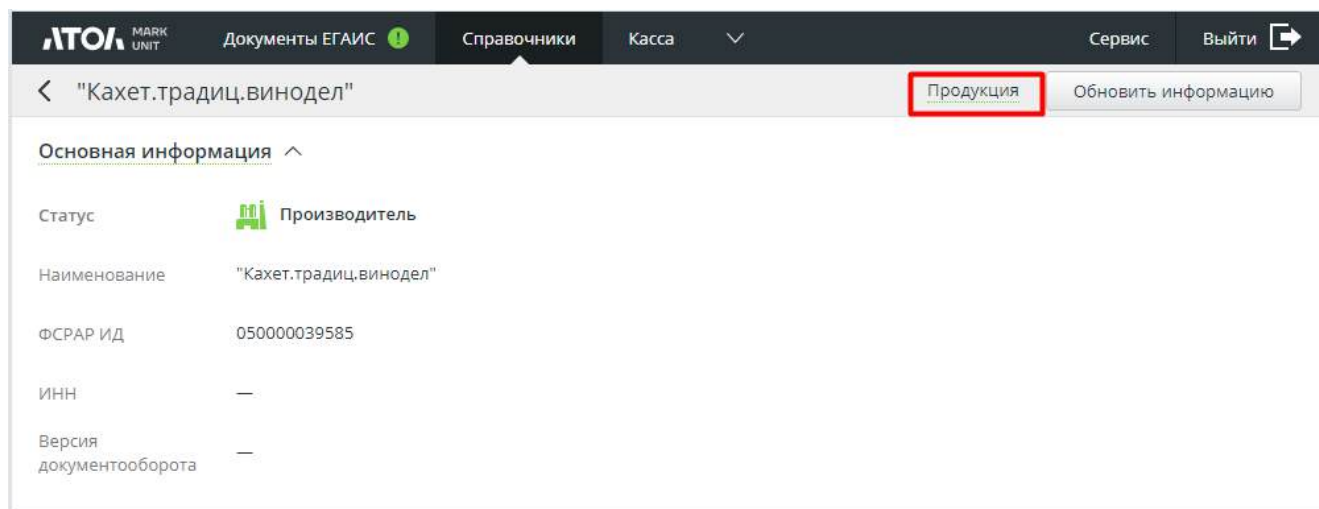 АТОЛ MARK UNIT Документы ЕГАИС ! Справочники Касса Сервис Выйти
"Кахет.традиц.винодел" Продукция Обновить информацию
Основная информация
Статус Производитель
Наименование "Кахет.традиц.винодел"
ФСРАР ИД 050000039585
ИНН —
Версия
документооборота —